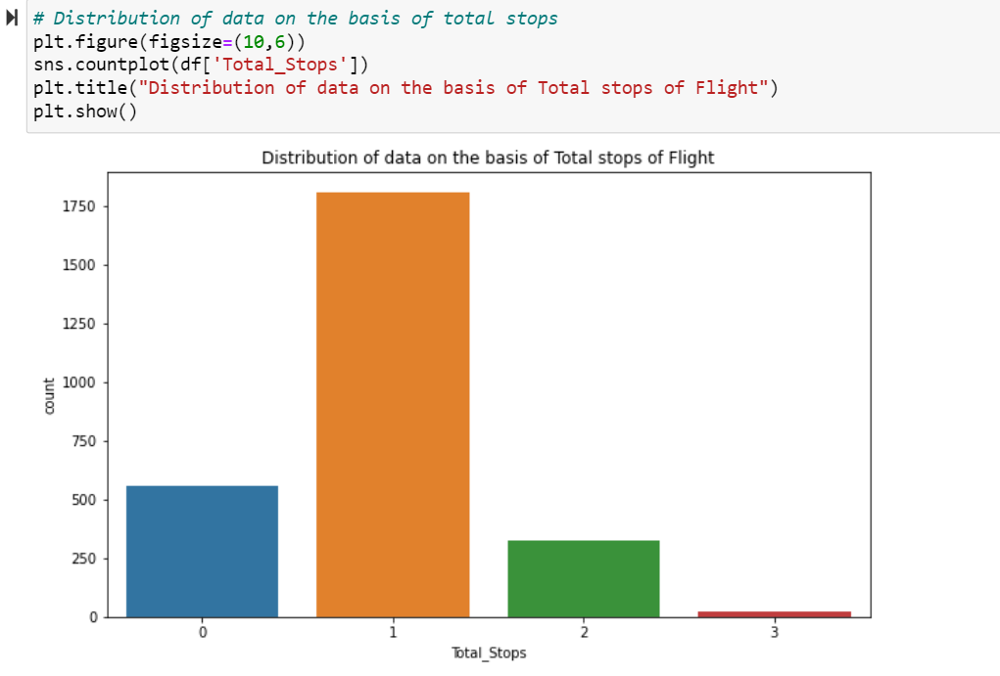 # Distribution of data on the basis of total stops
plt.figure(figsize=(10,6))
sns.countplot(df['Total_Stops'])
plt.title("Distribution of data on the basis of Total stops of Flight")
plt.show()
Distribution of data on the basis of Total stops of Flight
1750
1500
1250
1000
750
500
250
0
count
0 1 2 3
Total_Stops